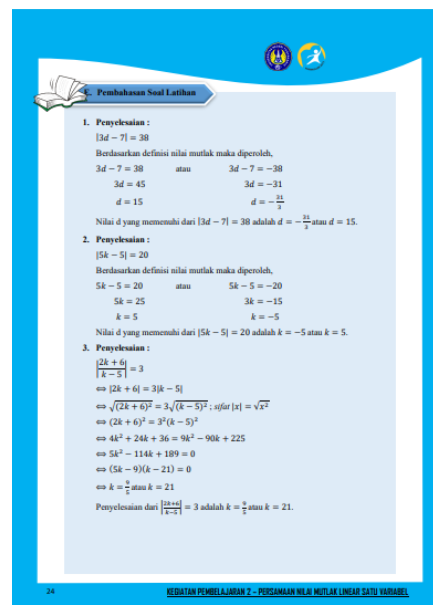 E. Pembahasan Soal Latihan
1. Penyelesaian :
|3d − 7| = 38
Berdasarkan definisi nilai mutlak maka diperoleh,
3d − 7 = 38 atau 3d − 7 = −38
3d = 45 3d = −31
d = 15 d = −31/3
Nilai d yang memenuhi dari |3d − 7| = 38 adalah d = −31/3 atau d = 15.
2. Penyelesaian :
|5k − 5| = 20
Berdasarkan definisi nilai mutlak maka diperoleh,
5k − 5 = 20 atau 5k − 5 = −20
5k = 25 3k = −15
k = 5 k = −5
Nilai d yang memenuhi dari |5k − 5| = 20 adalah k = −5 atau k = 5.
3. Penyelesaian :
|(2k + 6)/(k − 5)| = 3
⇔ |2k + 6| = 3|k − 5|
⇔ √(2k + 6)² = 3√(k − 5)² ; sifat |x| = √x²
⇔ (2k + 6)² = 3²(k − 5)²
⇔ 4k² + 24k + 36 = 9k² − 90k + 225
⇔ 5k² − 114k + 189 = 0
⇔ (5k − 9)(k − 21) = 0
⇔ k = 9/5 atau k = 21
Penyelesaian dari |(2k+6)/(k−5)| = 3 adalah k = 9/5 atau k = 21.
24 KEGIATAN PEMBELAJARAN 2 – PERSAMAAN NILAI MUTLAK LINEAR SATU VARIABEL